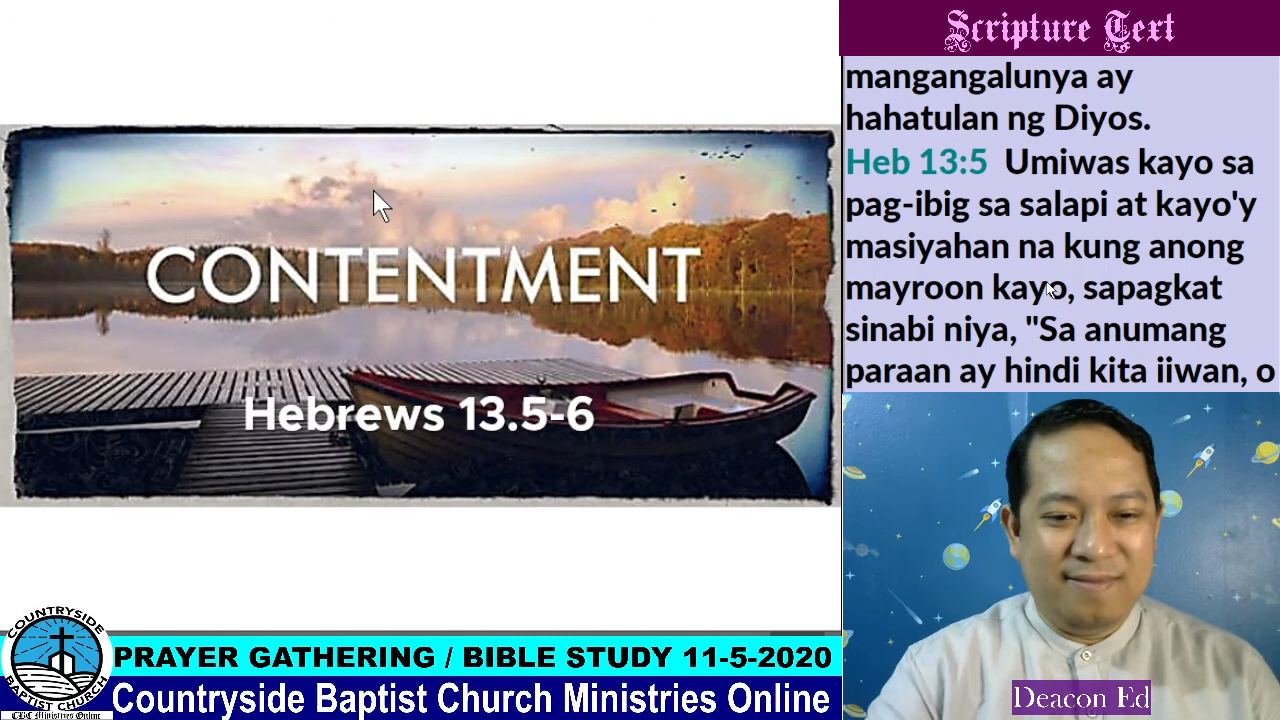 CONTENTMENT
Hebrews 13.5-6
Scripture Text
mangangalunya ay
hahatulan ng Diyos.
Heb 13:5 Umiwas kayo sa
pag-ibig sa salapi at kayo'y
masiyahan na kung anong
mayroon kayo, sapagkat
sinabi niya, "Sa anumang
paraan ay hindi kita iiwan, o
Deacon Ed
COUNTRYSIDE
BAPTIST CHURCH
CBC Ministries Online
PRAYER GATHERING / BIBLE STUDY 11-5-2020
Countryside Baptist Church Ministries Online